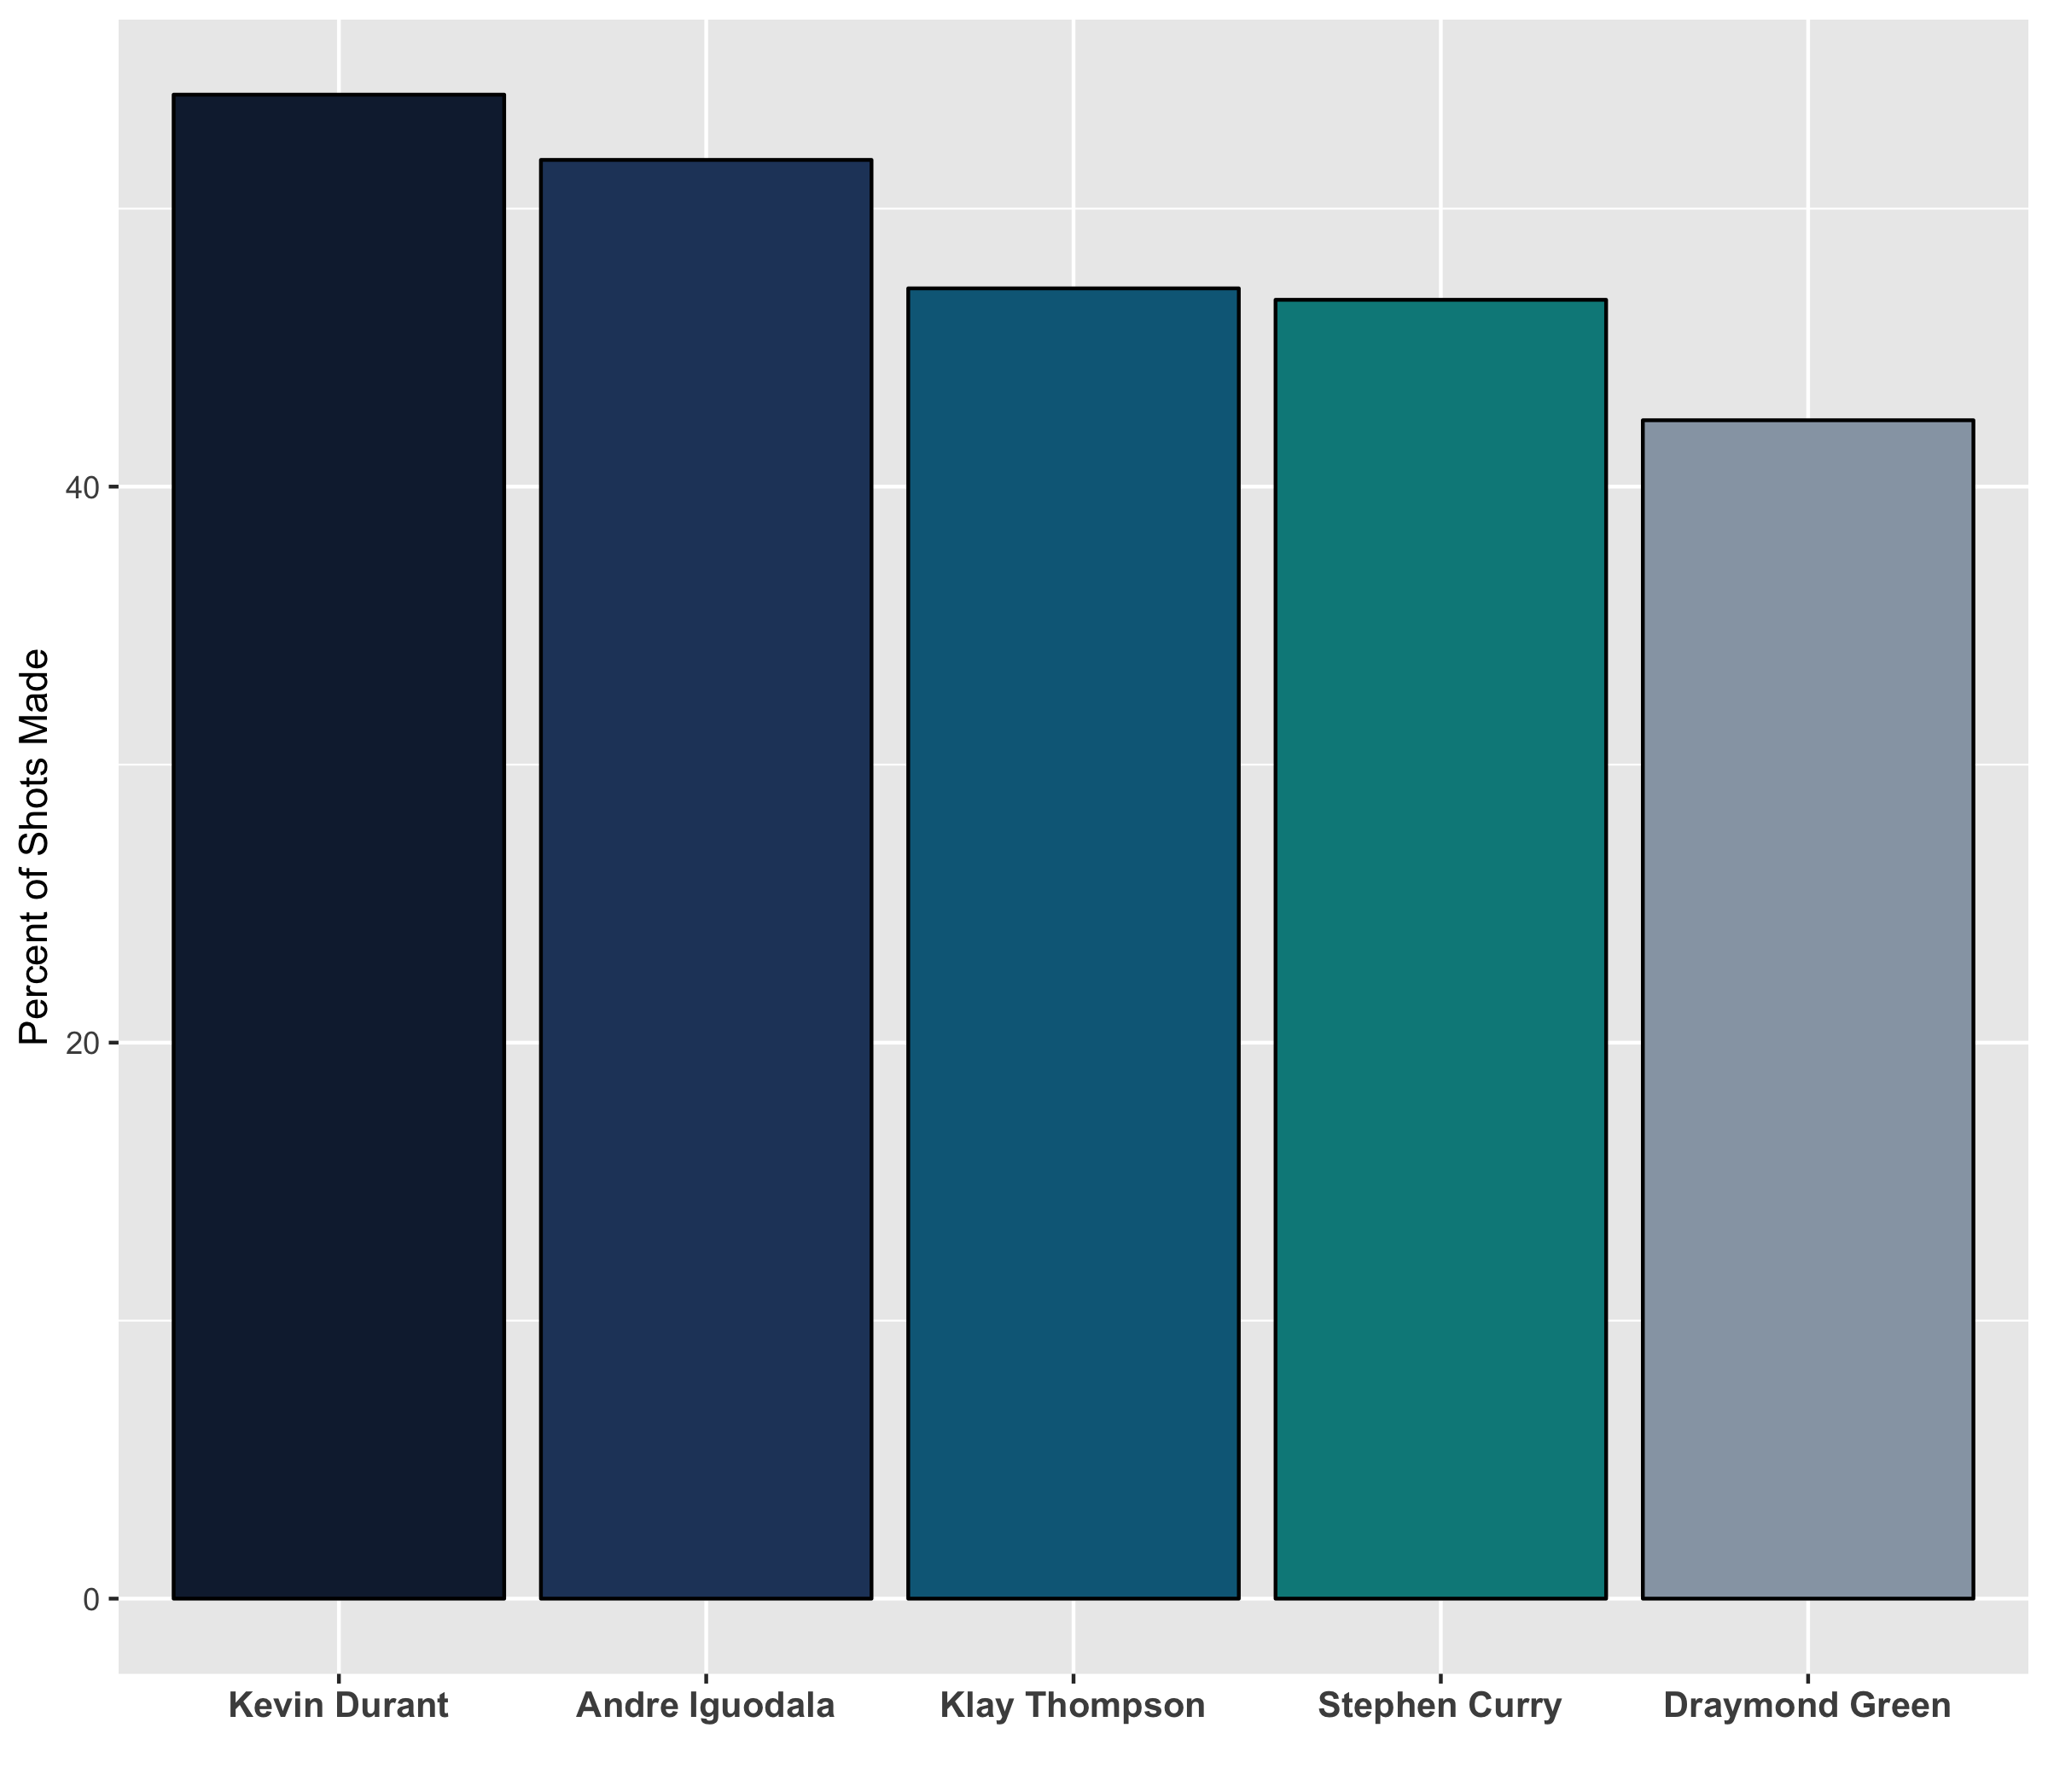 Percent of Shots Made
40
20
0
Kevin Durant
Andre Iguodala
Klay Thompson
Stephen Curry
Draymond Green